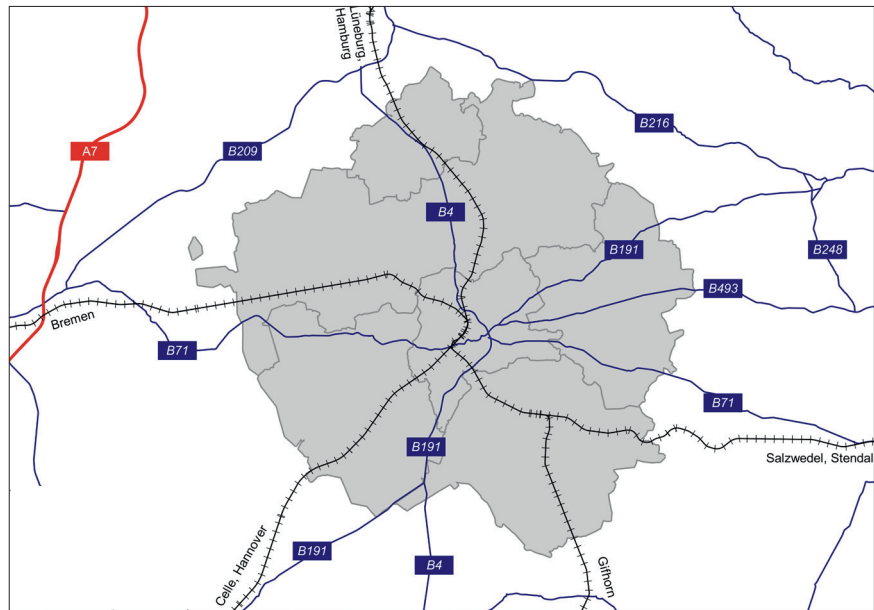 Lüneburg,
Hamburg
A7
B209
B216
B4
B191
B248
B493
Bremen
B71
B71
B191
Salzwedel, Stendal
Celle, Hannover
B191
B4
Gifhorn